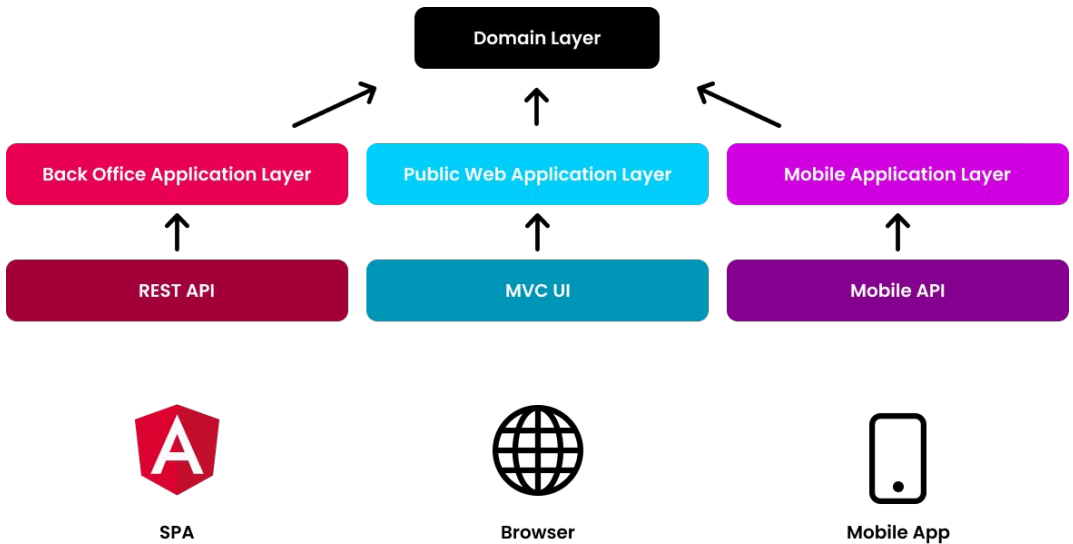 Domain Layer
Back Office Application Layer
Public Web Application Layer
Mobile Application Layer
REST API
MVC UI
Mobile API
A
SPA
Browser
Mobile App